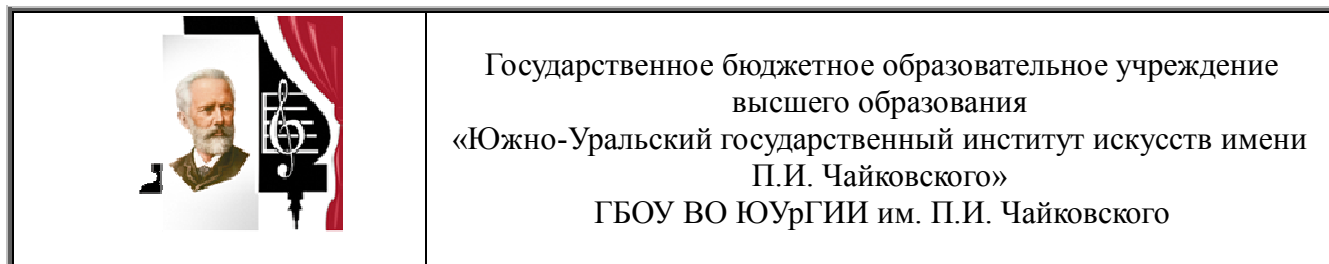 Государственное бюджетное образовательное учреждение
высшего образования
«Южно-Уральский государственный институт искусств имени
П.И. Чайковского»
ГБОУ ВО ЮУрГИИ им. П.И. Чайковского